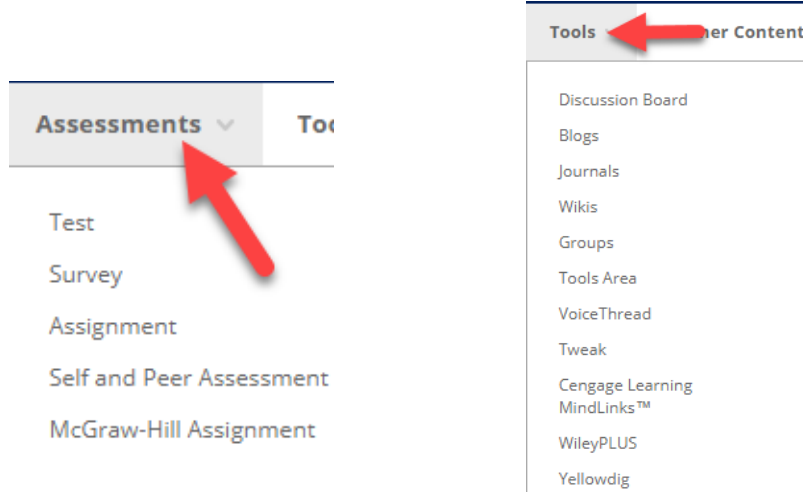 Assessments
Test
Survey
Assignment
Self and Peer Assessment
McGraw-Hill Assignment
Tools
Content
Discussion Board
Blogs
Journals
Wikis
Groups
Tools Area
VoiceThread
Tweak
Cengage Learning
MindLinks™
WileyPLUS
Yellowdig